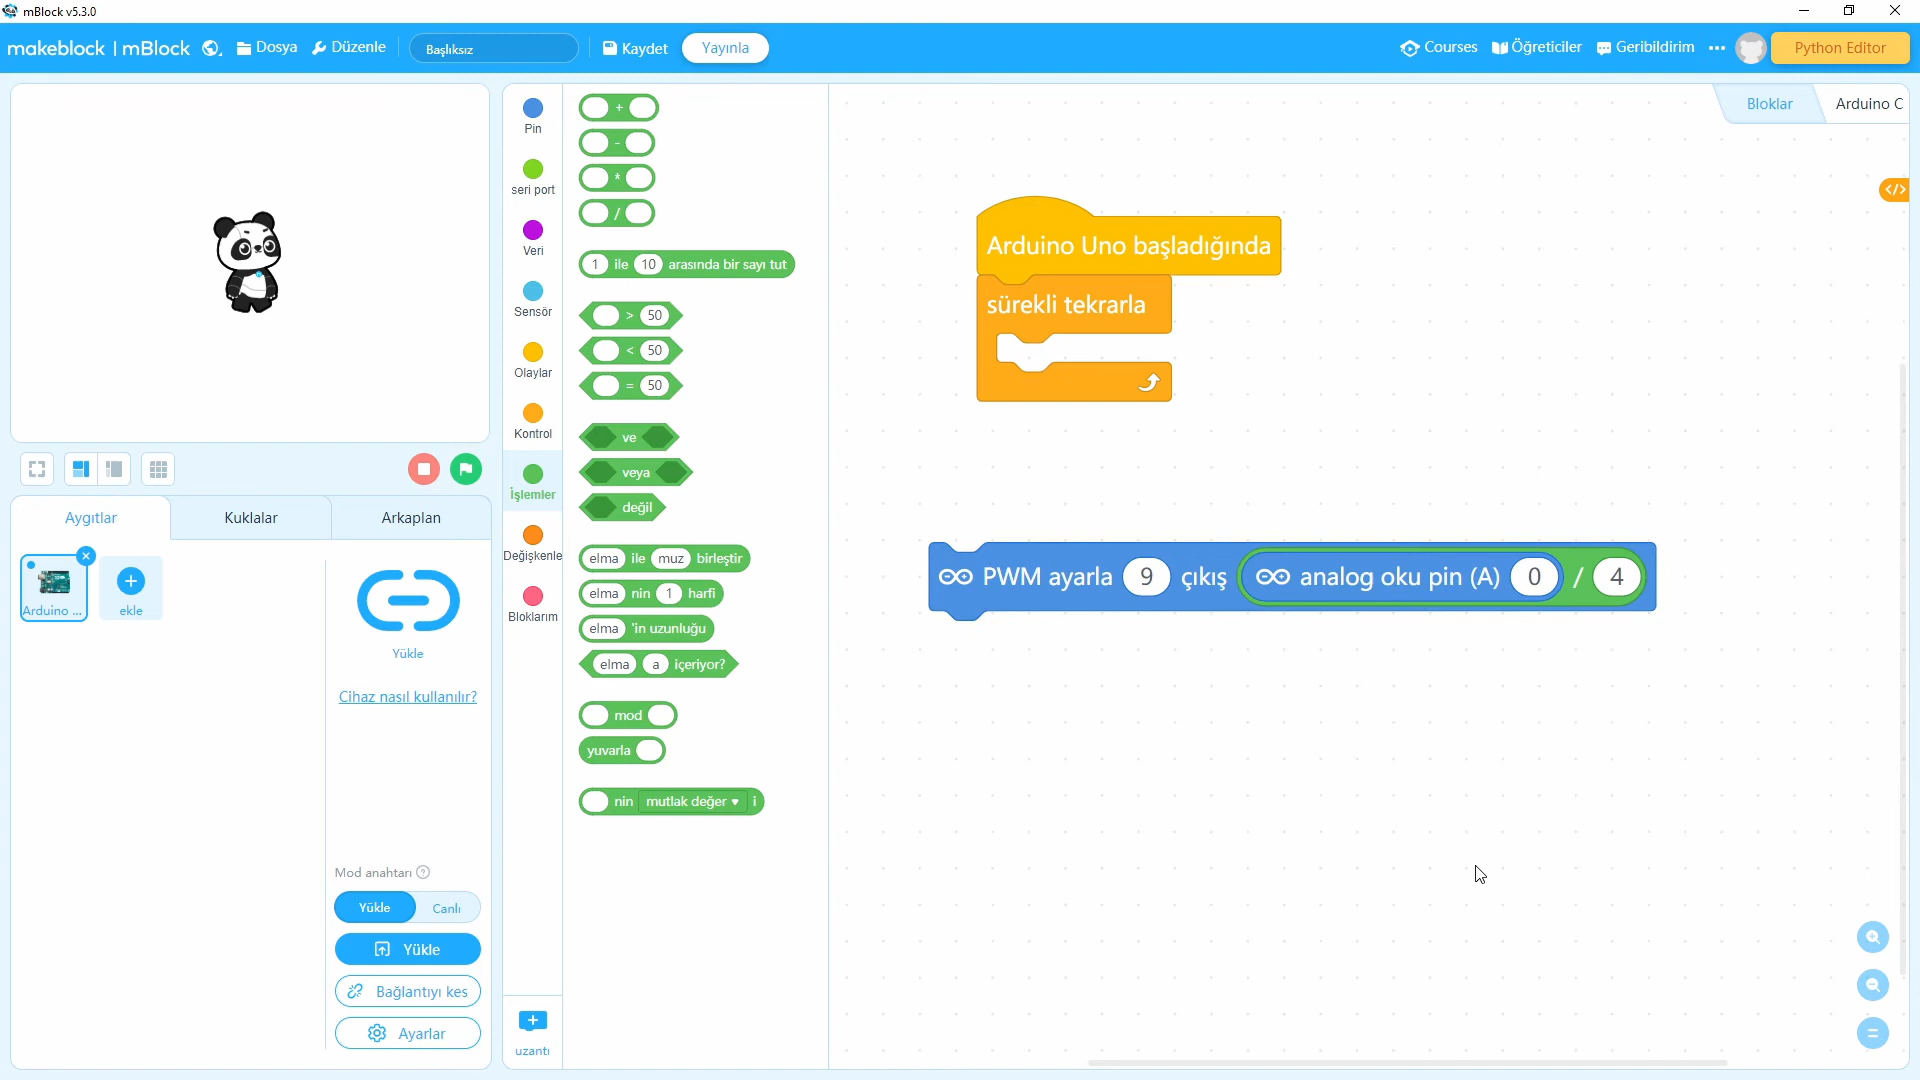 mBlock v5.3.0
makeblock | mBlock Dosya Düzenle Başlıksız Kaydet Yayınla Courses Öğreticiler Geribildirim Python Editor
Bloklar Arduino C
Pin
seri port
Veri
Sensör
Olaylar
Kontrol
İşlemler
Değişkenle
Bloklarım
uzantı
+
-
*
/
1 ile 10 arasında bir sayı tut
> 50
< 50
= 50
ve
veya
değil
elma ile muz birleştir
elma nin 1 harfi
elma 'in uzunluğu
elma a içeriyor?
mod
yuvarla
nin mutlak değer i
Arduino Uno başladığında
sürekli tekrarla
PWM ayarla 9 çıkış analog oku pin (A) 0 / 4
Aygıtlar Kuklalar Arkaplan
Arduino ...
ekle
Yükle
Cihaz nasıl kullanılır?
Mod anahtarı ?
Yükle Canlı
Yükle
Bağlantıyı kes
Ayarlar